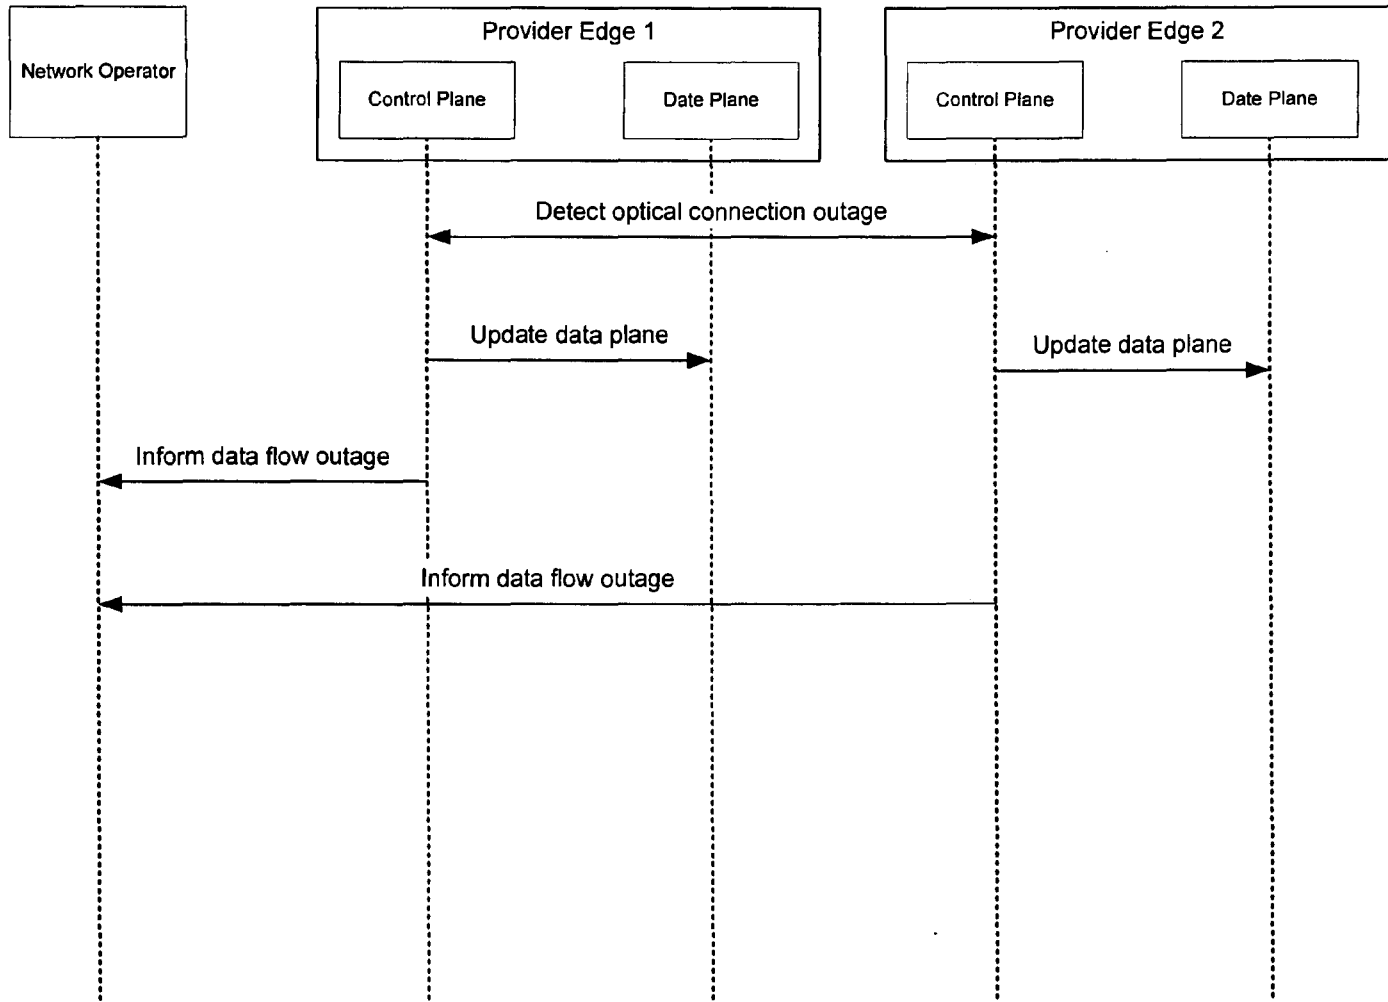 Network Operator
Provider Edge 1
Control Plane
Date Plane
Provider Edge 2
Control Plane
Date Plane
Detect optical connection outage
Update data plane
Update data plane
Inform data flow outage
Inform data flow outage